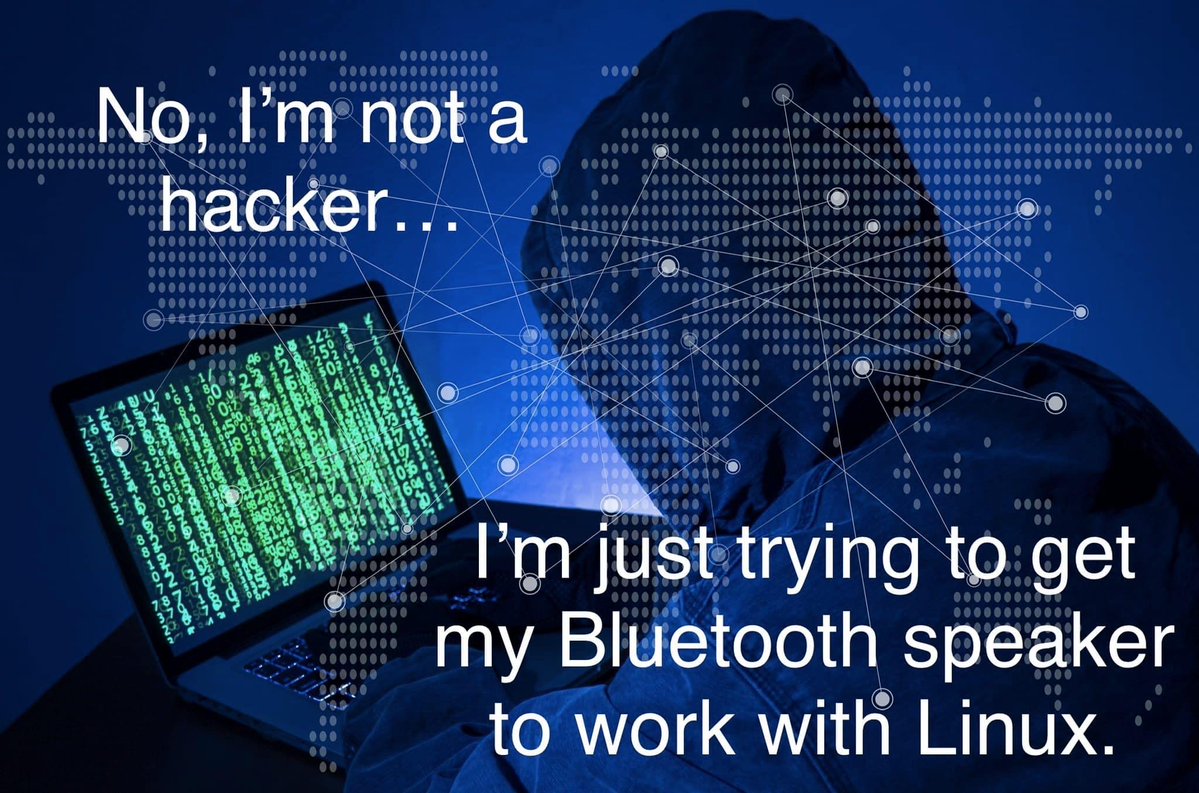 No, I’m not a
hacker…
I’m just trying to get
my Bluetooth speaker
to work with Linux.